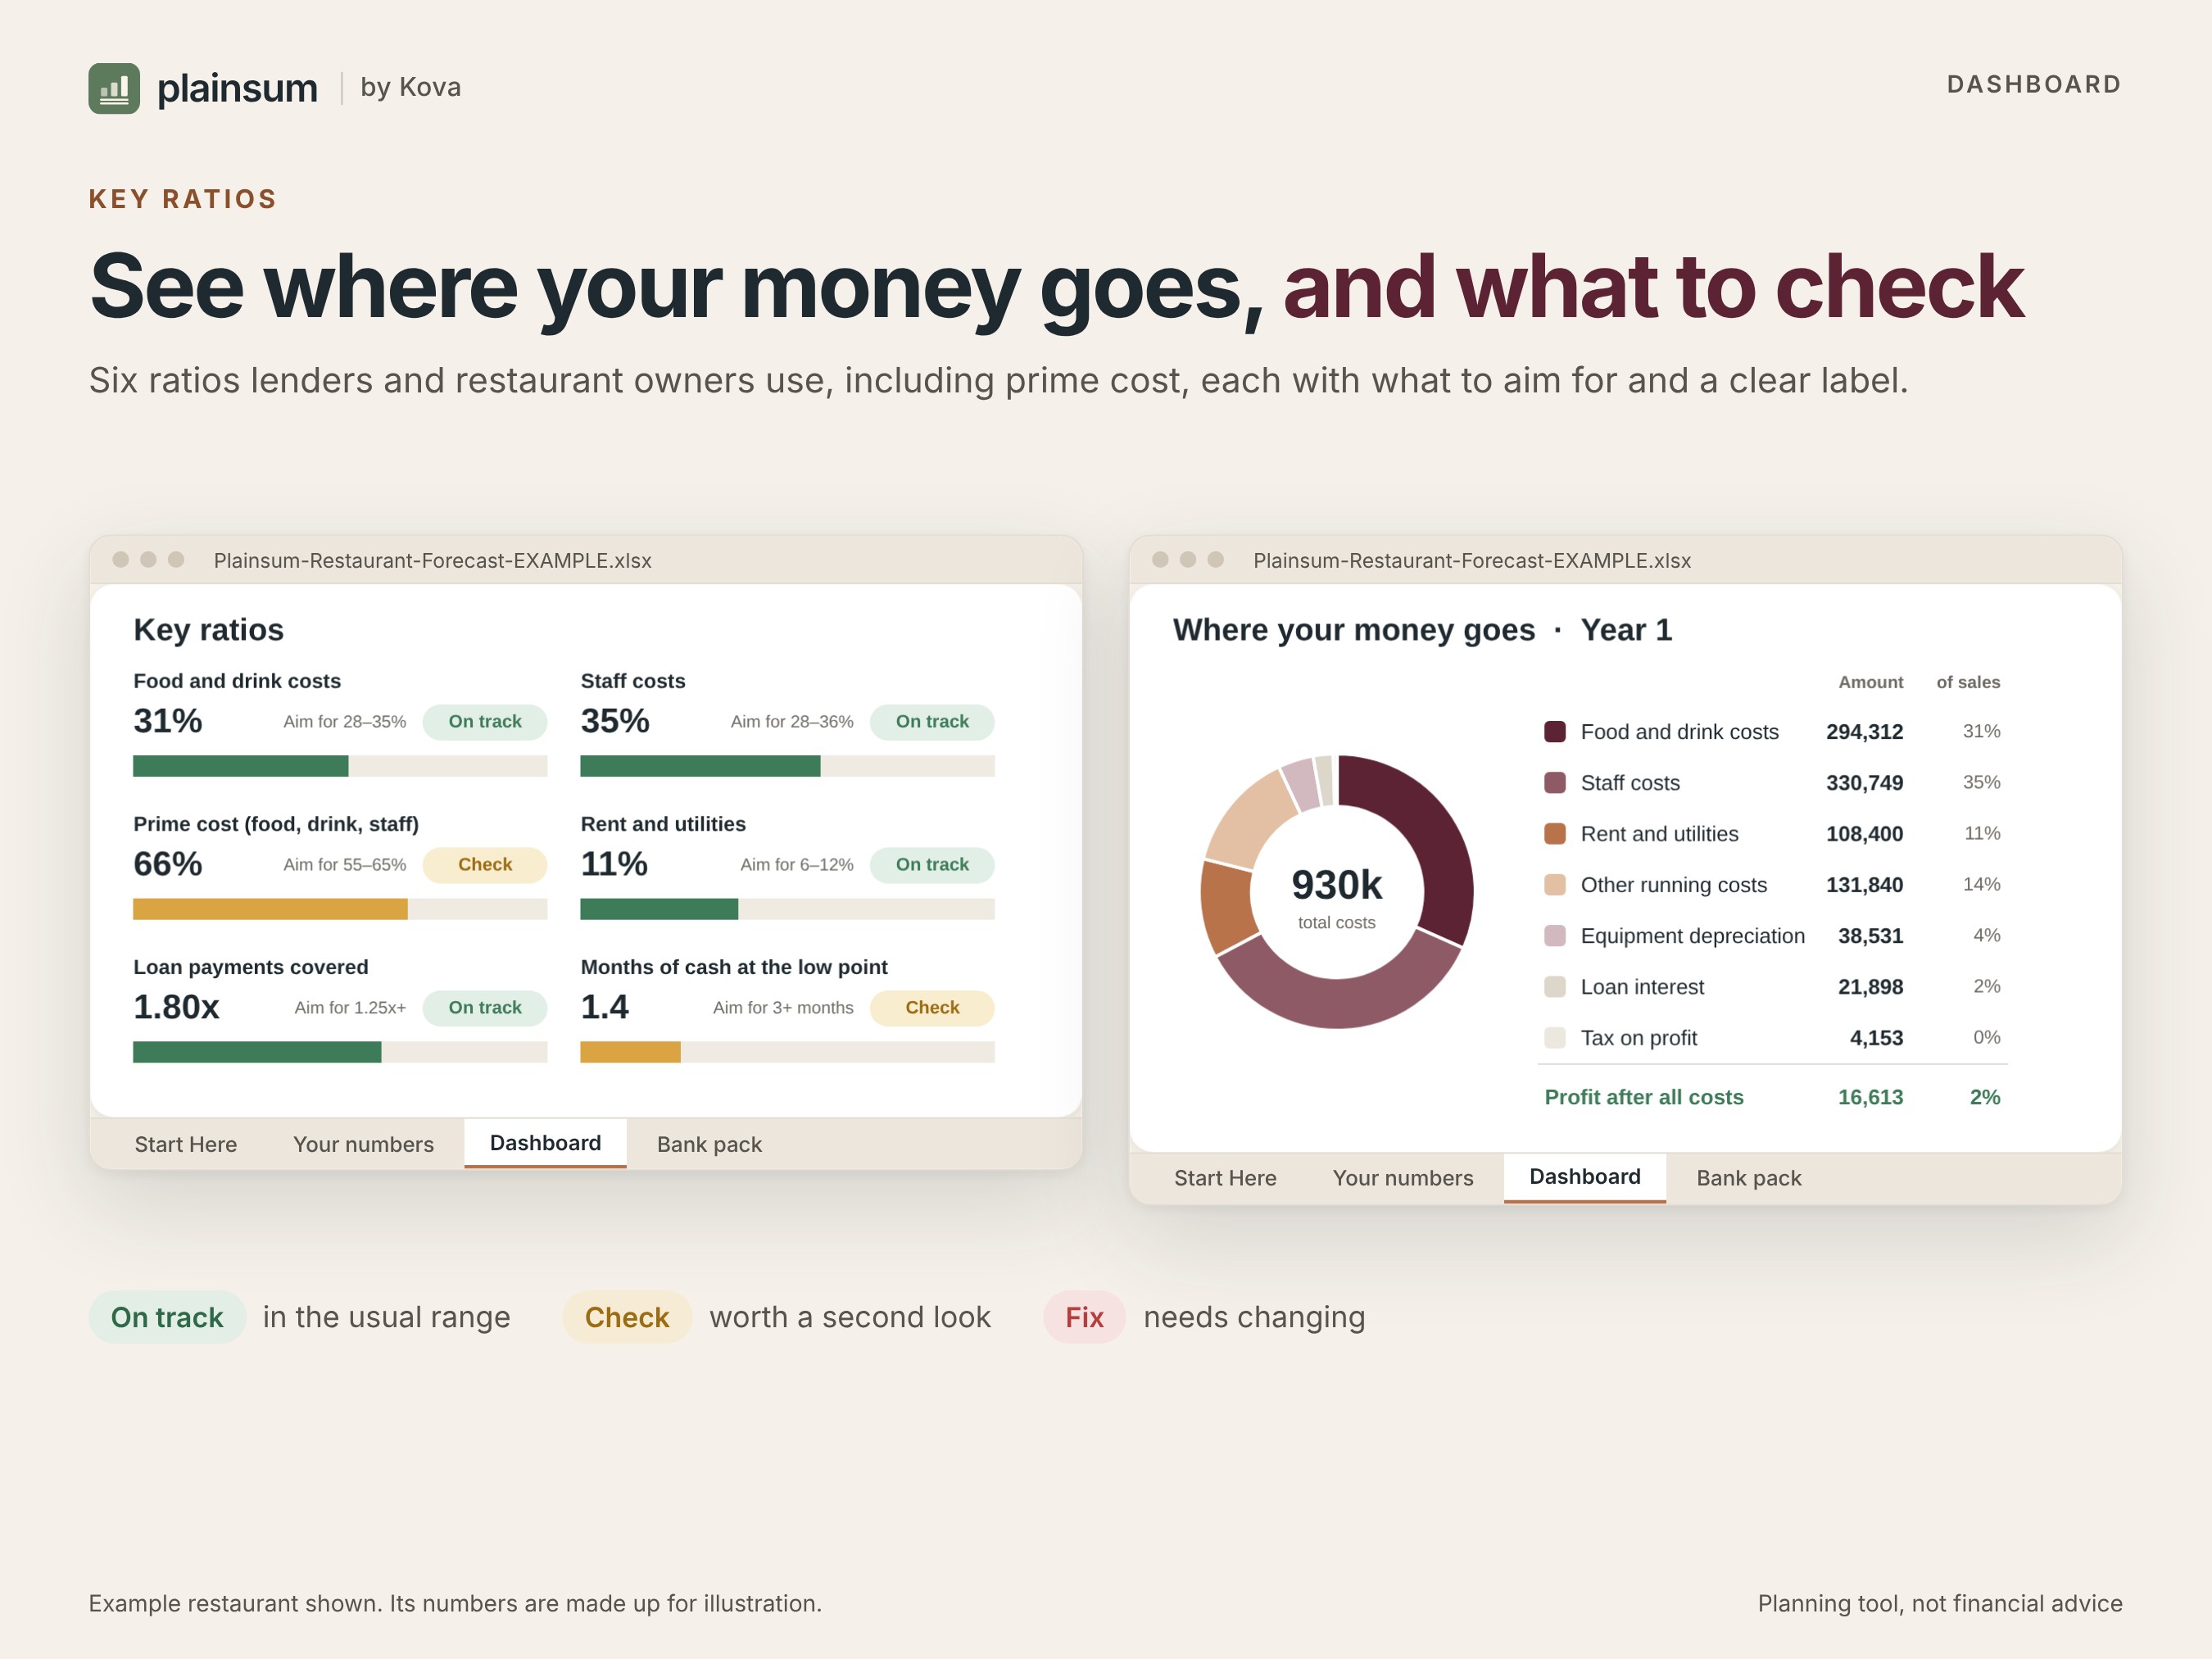 plainsum | by Kova
DASHBOARD
KEY RATIOS
See where your money goes, and what to check
Six ratios lenders and restaurant owners use, including prime cost, each with what to aim for and a clear label.
Plainsum-Restaurant-Forecast-EXAMPLE.xlsx
Key ratios
Food and drink costs
31% Aim for 28–35% On track
Staff costs
35% Aim for 28–36% On track
Prime cost (food, drink, staff)
66% Aim for 55–65% Check
Rent and utilities
11% Aim for 6–12% On track
Loan payments covered
1.80x Aim for 1.25x+ On track
Months of cash at the low point
1.4 Aim for 3+ months Check
Start Here Your numbers Dashboard Bank pack
Plainsum-Restaurant-Forecast-EXAMPLE.xlsx
Where your money goes · Year 1
930k
total costs
Amount of sales
Food and drink costs 294,312 31%
Staff costs 330,749 35%
Rent and utilities 108,400 11%
Other running costs 131,840 14%
Equipment depreciation 38,531 4%
Loan interest 21,898 2%
Tax on profit 4,153 0%
Profit after all costs 16,613 2%
Start Here Your numbers Dashboard Bank pack
On track in the usual range Check worth a second look Fix needs changing
Example restaurant shown. Its numbers are made up for illustration.
Planning tool, not financial advice